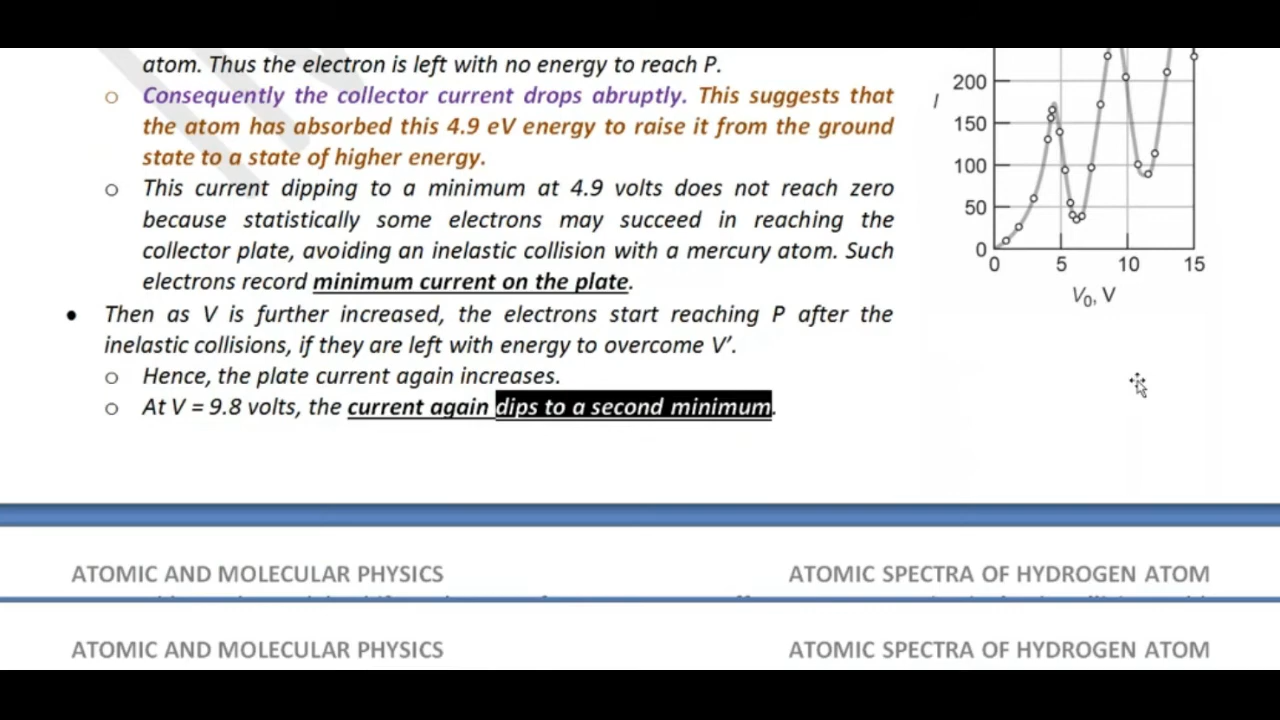 atom. Thus the electron is left with no energy to reach P.
o Consequently the collector current drops abruptly. This suggests that
the atom has absorbed this 4.9 eV energy to raise it from the ground
state to a state of higher energy.
o This current dipping to a minimum at 4.9 volts does not reach zero
because statistically some electrons may succeed in reaching the
collector plate, avoiding an inelastic collision with a mercury atom. Such
electrons record minimum current on the plate.
• Then as V is further increased, the electrons start reaching P after the
inelastic collisions, if they are left with energy to overcome V'.
o Hence, the plate current again increases.
o At V = 9.8 volts, the current again dips to a second minimum.
I
200
150
100
50
0
0 5 10 15
V₀, V
ATOMIC AND MOLECULAR PHYSICS ATOMIC SPECTRA OF HYDROGEN ATOM
ATOMIC AND MOLECULAR PHYSICS ATOMIC SPECTRA OF HYDROGEN ATOM